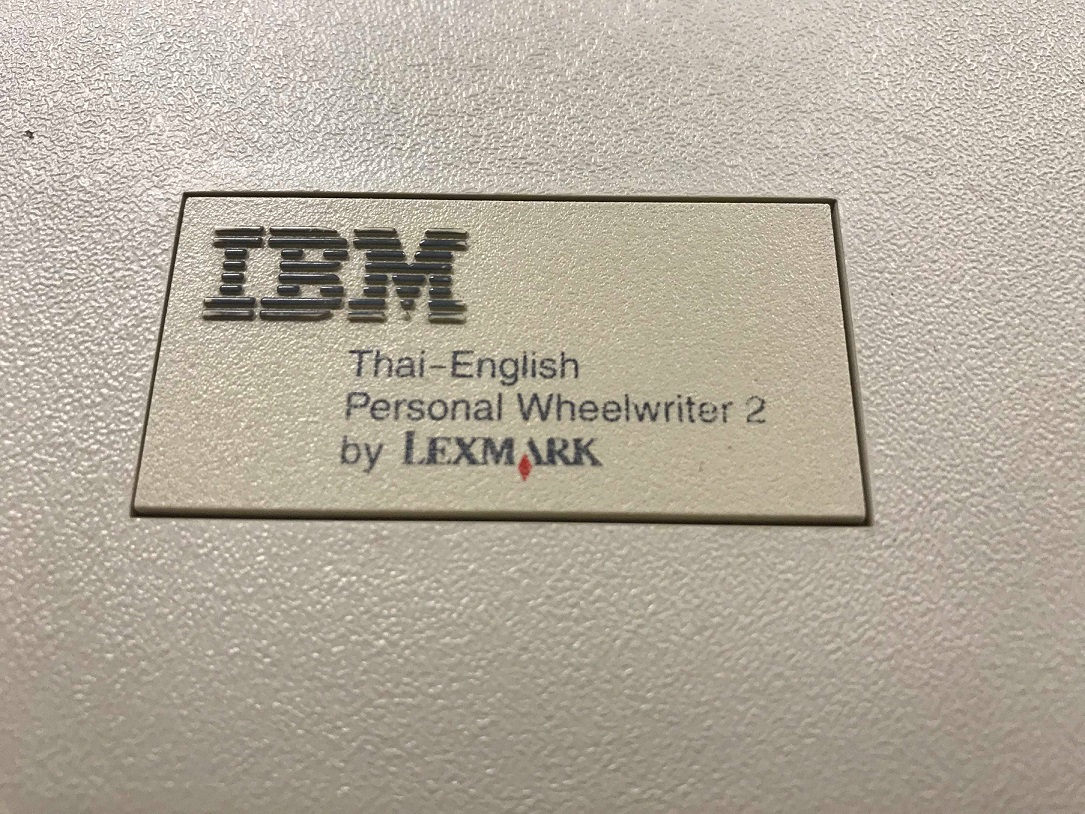 IBM
Thai-English
Personal Wheelwriter 2
by LEXMARK